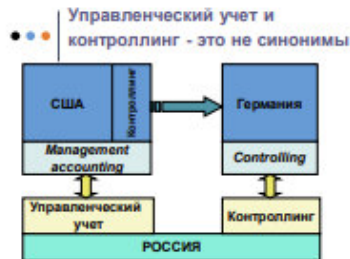 Управленческий учет и
контроллинг - это не синонимы
США
Контроллинг
Германия
Management
accounting
Controlling
Управленческий
учет
Контроллинг
РОССИЯ